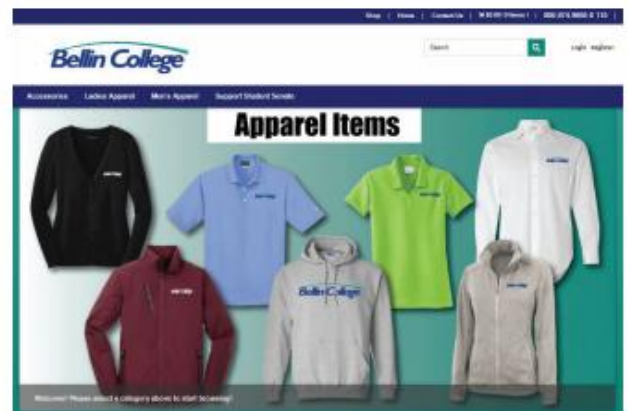 Shop | Home | Contact Us |
Bellin College
Search
Login Register
Accessories Ladies Apparel Men's Apparel Support Student Senate
Apparel Items
Bellin College
Welcome! Please select a category above to start browsing!